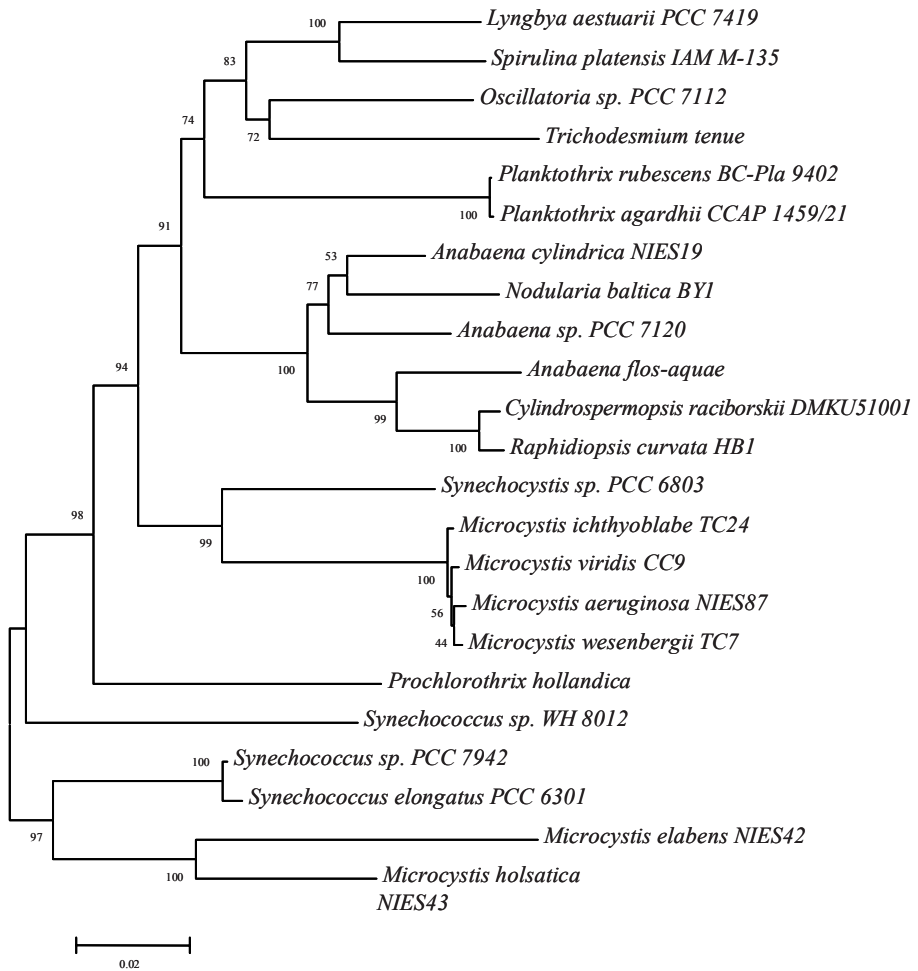 100
Lyngbya aestuarii PCC 7419
Spirulina platensis IAM M-135
83
Oscillatoria sp. PCC 7112
74
72
Trichodesmium tenue
Planktothrix rubescens BC-Pla 9402
100
Planktothrix agardhii CCAP 1459/21
91
53
Anabaena cylindrica NIES19
77
Nodularia baltica BY1
Anabaena sp. PCC 7120
94
100
Anabaena flos-aquae
Cylindrospermopsis raciborskii DMKU51001
99
100
Raphidiopsis curvata HB1
Synechocystis sp. PCC 6803
98
99
Microcystis ichthyoblabe TC24
Microcystis viridis CC9
100
Microcystis aeruginosa NIES87
56
44
Microcystis wesenbergii TC7
Prochlorothrix hollandica
Synechococcus sp. WH 8012
100
Synechococcus sp. PCC 7942
Synechococcus elongatus PCC 6301
97
Microcystis elabens NIES42
100
Microcystis holsatica
NIES43
0.02